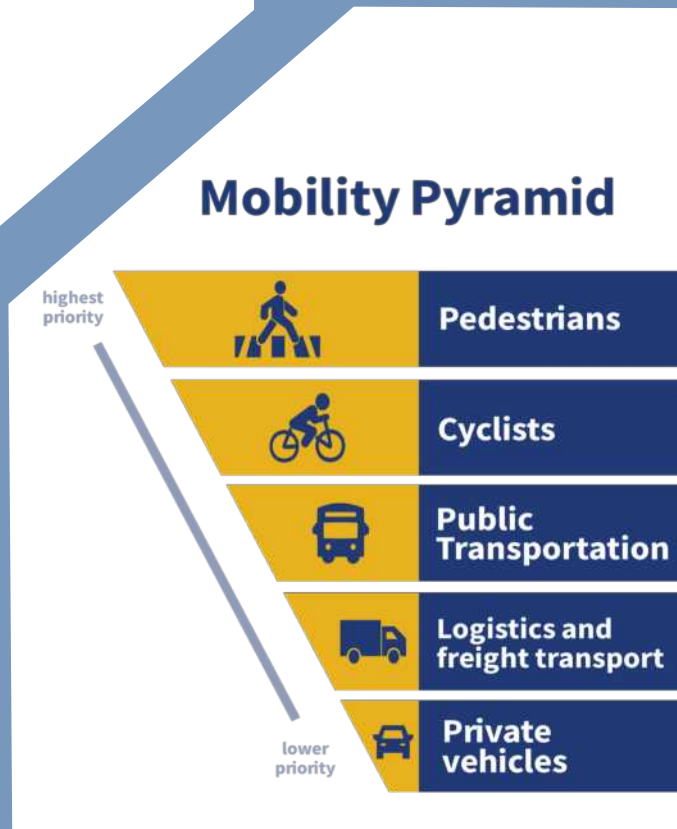 Mobility Pyramid
highest
priority
Pedestrians
Cyclists
Public
Transportation
Logistics and
freight transport
Private
vehicles
lower
priority